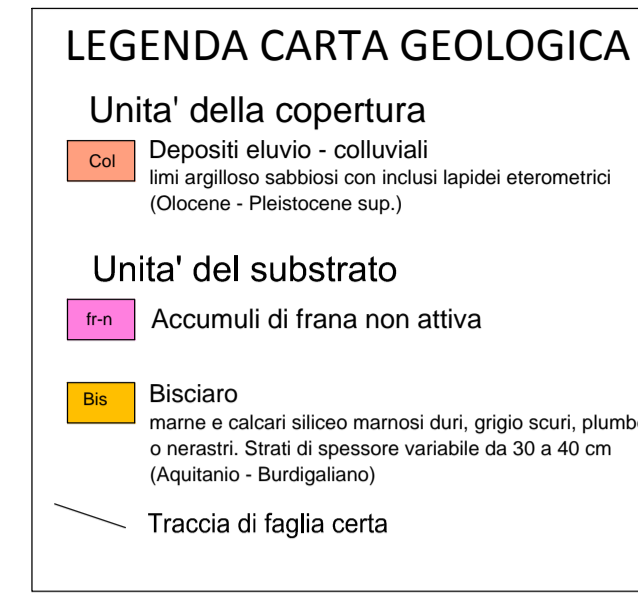 LEGENDA CARTA GEOLOGICA
Unita' della copertura
Col
Depositi eluvio - colluviali
limi argilloso sabbiosi con inclusi lapidei eterometrici
(Olocene - Pleistocene sup.)
Unita' del substrato
fr-n
Accumuli di frana non attiva
Bis
Bisciaro
marne e calcari siliceo marnosi duri, grigio scuri,
o nerastri. Strati di spessore variabile da 30 a 40 cm
(Aquitanio - Burdigaliano)
Traccia di faglia certa